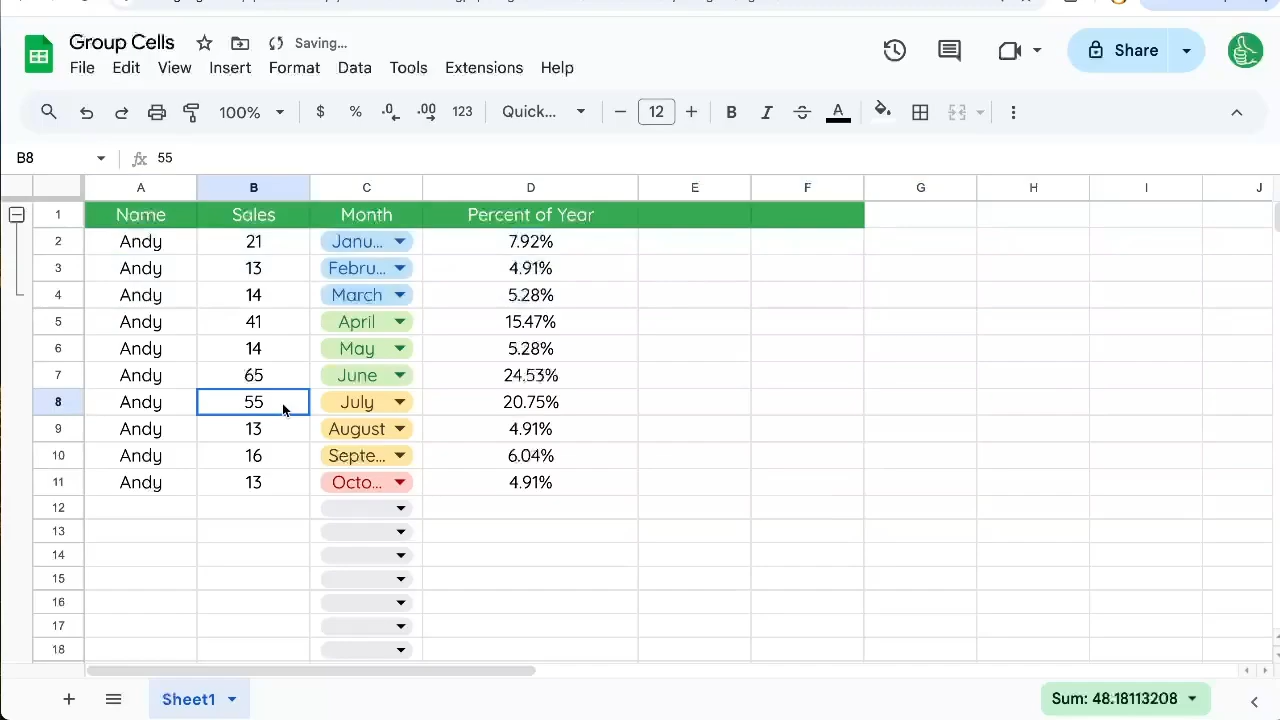 Group Cells Saving...
File Edit View Insert Format Data Tools Extensions Help
Share
100% $ % .0 .00 123 Quick... 12 B I A
B8 fx 55
A B C D E F G H I J
1 Name Sales Month Percent of Year
2 Andy 21 Janu... 7.92%
3 Andy 13 Febru... 4.91%
4 Andy 14 March 5.28%
5 Andy 41 April 15.47%
6 Andy 14 May 5.28%
7 Andy 65 June 24.53%
8 Andy 55 July 20.75%
9 Andy 13 August 4.91%
10 Andy 16 Septe... 6.04%
11 Andy 13 Octo... 4.91%
12
13
14
15
16
17
18
Sheet1 Sum: 48.18113208